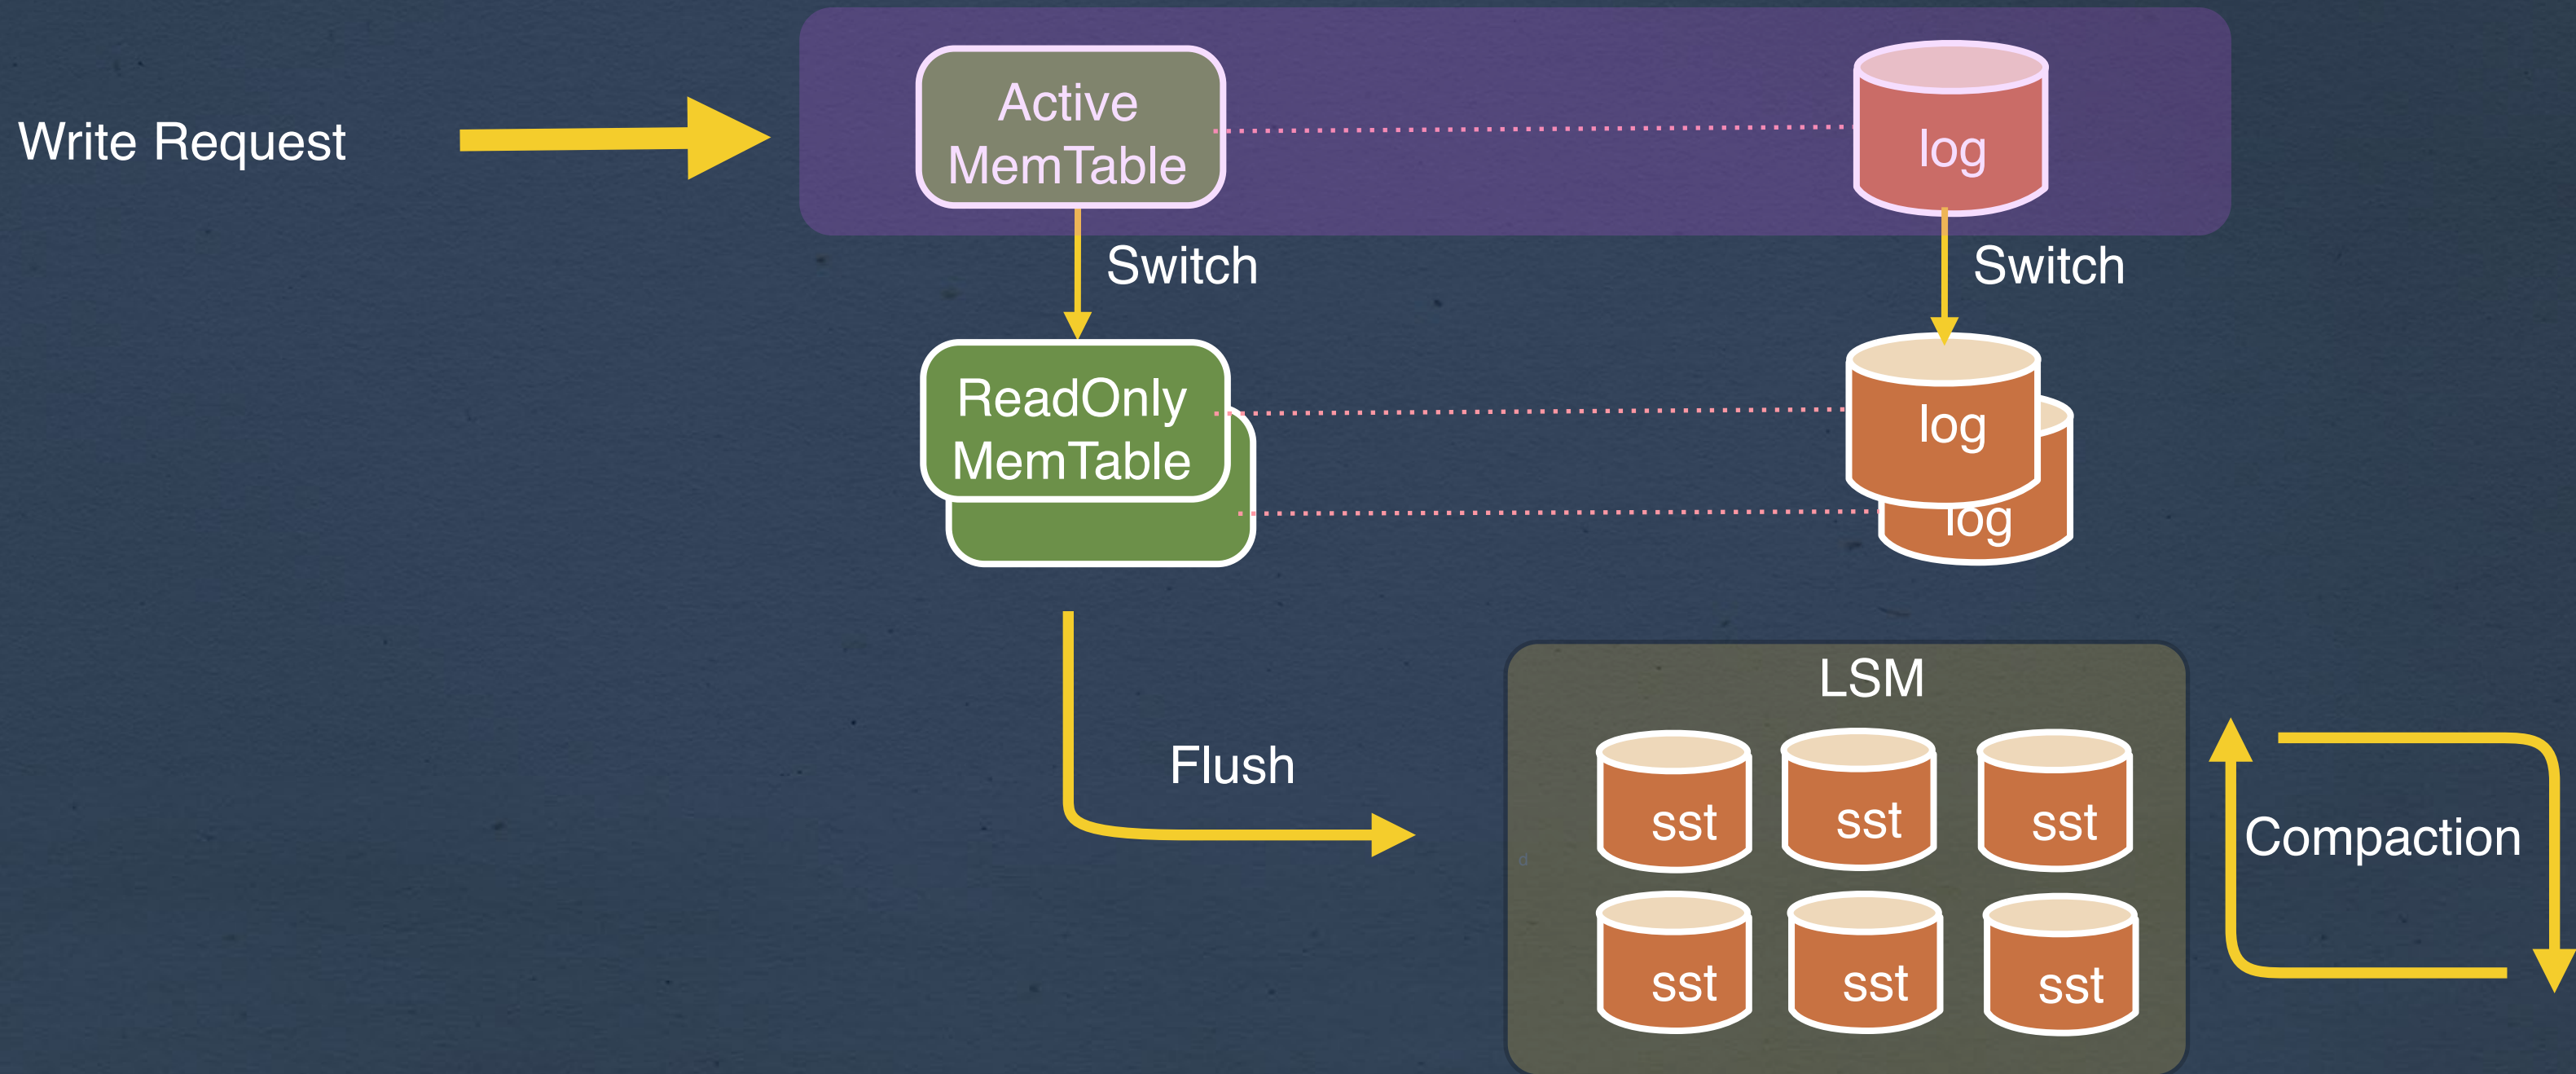 Write Request
Active
MemTable
log
Switch
Switch
ReadOnly
MemTable
log
log
LSM
Flush
sst
sst
sst
d
Compaction
sst
sst
sst